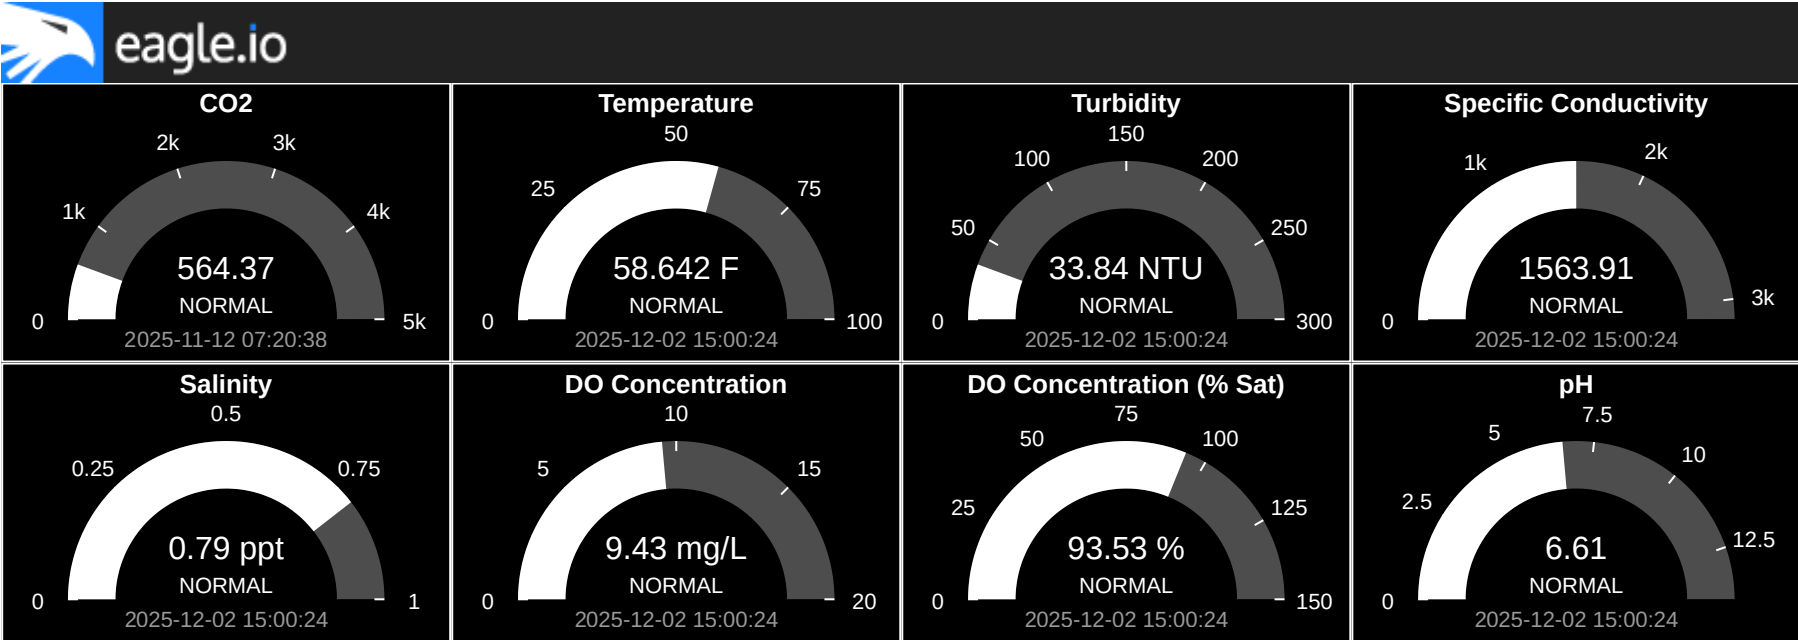 eagle.io
CO2
0
1k
2k
3k
4k
5k
564.37
NORMAL
2025-11-12 07:20:38
Temperature
0
25
50
75
100
58.642 F
NORMAL
2025-12-02 15:00:24
Turbidity
0
50
100
150
200
250
300
33.84 NTU
NORMAL
2025-12-02 15:00:24
Specific Conductivity
0
1k
2k
3k
1563.91
NORMAL
2025-12-02 15:00:24
Salinity
0
0.25
0.5
0.75
1
0.79 ppt
NORMAL
2025-12-02 15:00:24
DO Concentration
0
5
10
15
20
9.43 mg/L
NORMAL
2025-12-02 15:00:24
DO Concentration (% Sat)
0
25
50
75
100
125
150
93.53 %
NORMAL
2025-12-02 15:00:24
pH
0
2.5
5
7.5
10
12.5
6.61
NORMAL
2025-12-02 15:00:24